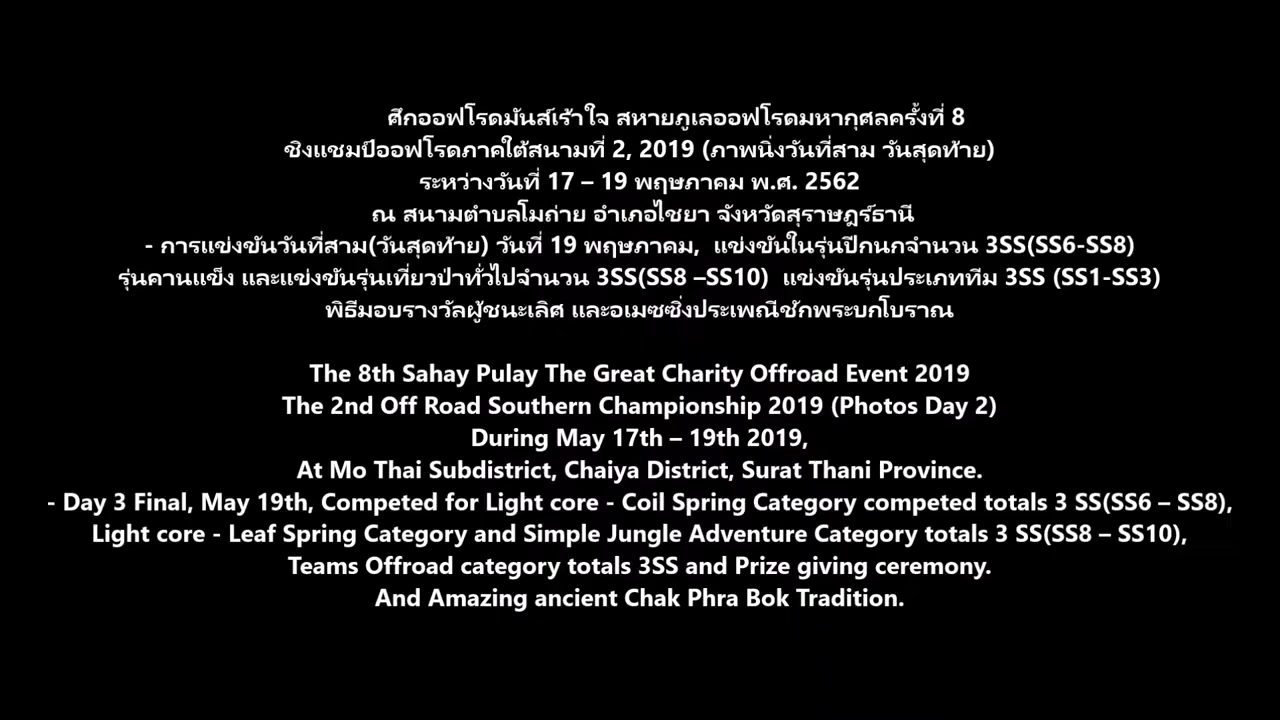 ศึกออฟโรดมันส์เร้าใจ สหายภูเลออฟโรดมหากุศลครั้งที่ 8
ชิงแชมป์ออฟโรดภาคใต้สนามที่ 2, 2019 (ภาพนิ่งวันที่สาม วันสุดท้าย)
ระหว่างวันที่ 17 – 19 พฤษภาคม พ.ศ. 2562
ณ สนามตำบลโมถ่าย อำเภอไชยา จังหวัดสุราษฎร์ธานี
- การแข่งขันวันที่สาม(วันสุดท้าย) วันที่ 19 พฤษภาคม, แข่งขันในรุ่นปีกนกจำนวน 3SS(SS6-SS8)
รุ่นคานแข็ง และแข่งขันรุ่นเที่ยวป่าทั่วไปจำนวน 3SS(SS8 –SS10) แข่งขันรุ่นประเภททีม 3SS (SS1-SS3)
พิธีมอบรางวัลผู้ชนะเลิศ และอเมซซิ่งประเพณีชักพระบกโบราณ
The 8th Sahay Pulay The Great Charity Offroad Event 2019
The 2nd Off Road Southern Championship 2019 (Photos Day 2)
During May 17th – 19th 2019,
At Mo Thai Subdistrict, Chaiya District, Surat Thani Province.
- Day 3 Final, May 19th, Competed for Light core - Coil Spring Category competed totals 3 SS(SS6 – SS8),
Light core - Leaf Spring Category and Simple Jungle Adventure Category totals 3 SS(SS8 – SS10),
Teams Offroad category totals 3SS and Prize giving ceremony.
And Amazing ancient Chak Phra Bok Tradition.